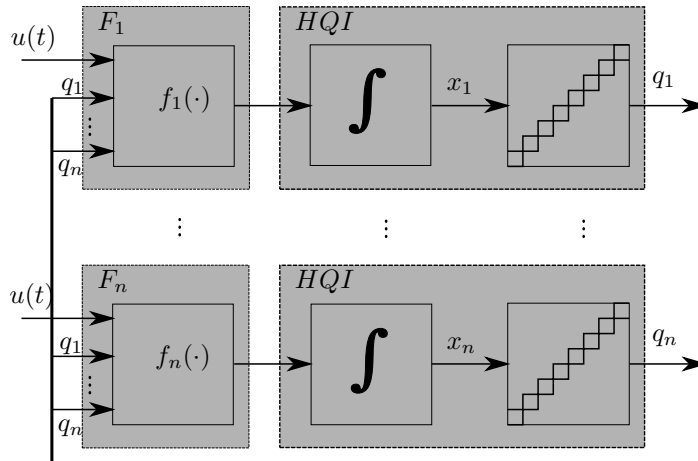 F₁ HQI
u(t)
q₁ f₁(·) ∫ x₁ q₁
⋮
qₙ
⋮ ⋮ ⋮
Fₙ HQI
u(t)
q₁ fₙ(·) ∫ xₙ qₙ
⋮
qₙ